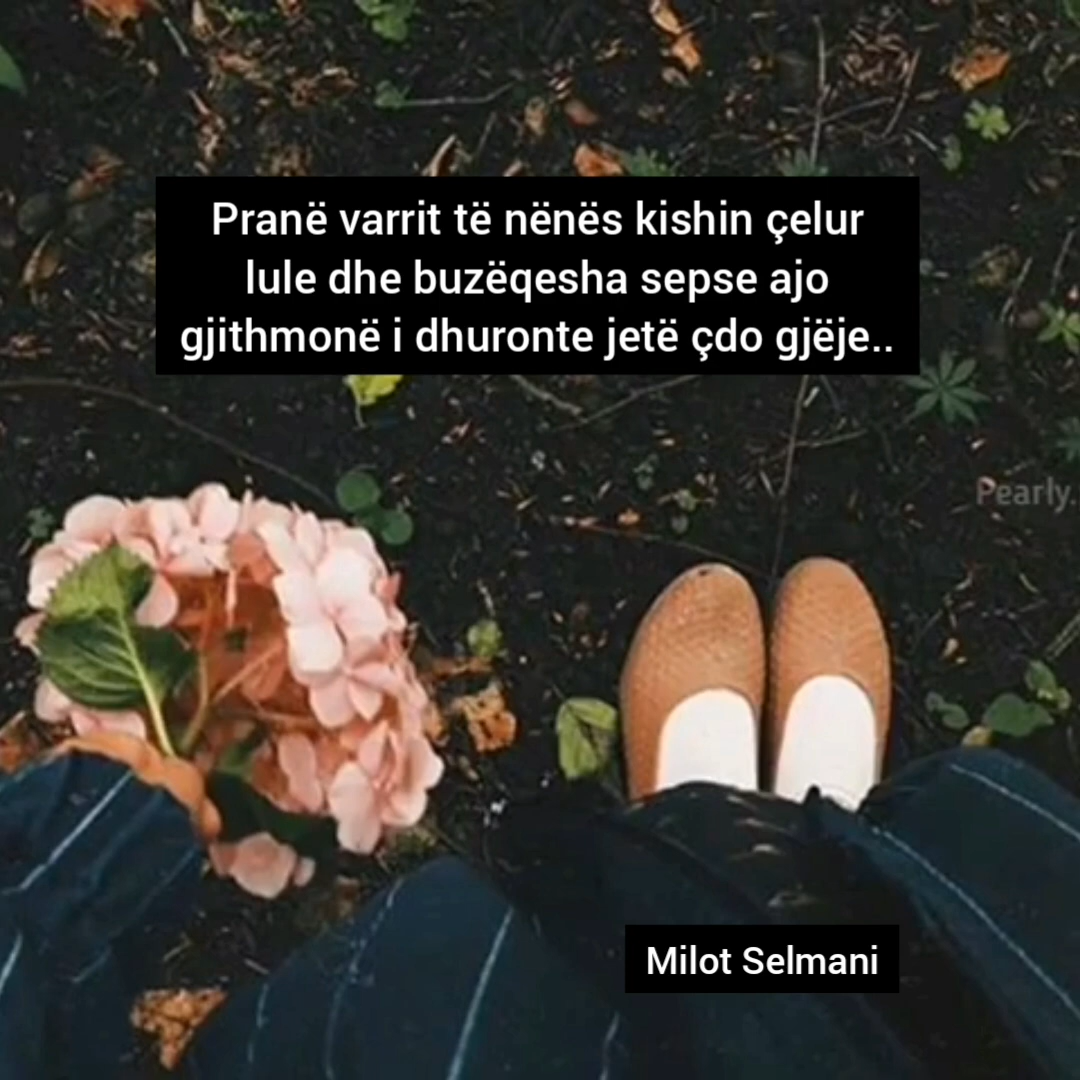 Pranë varrit të nënës kishin çelur
lule dhe buzëqesha sepse ajo
gjithmonë i dhuronte jetë çdo gjëje..
Pearly.
Milot Selmani